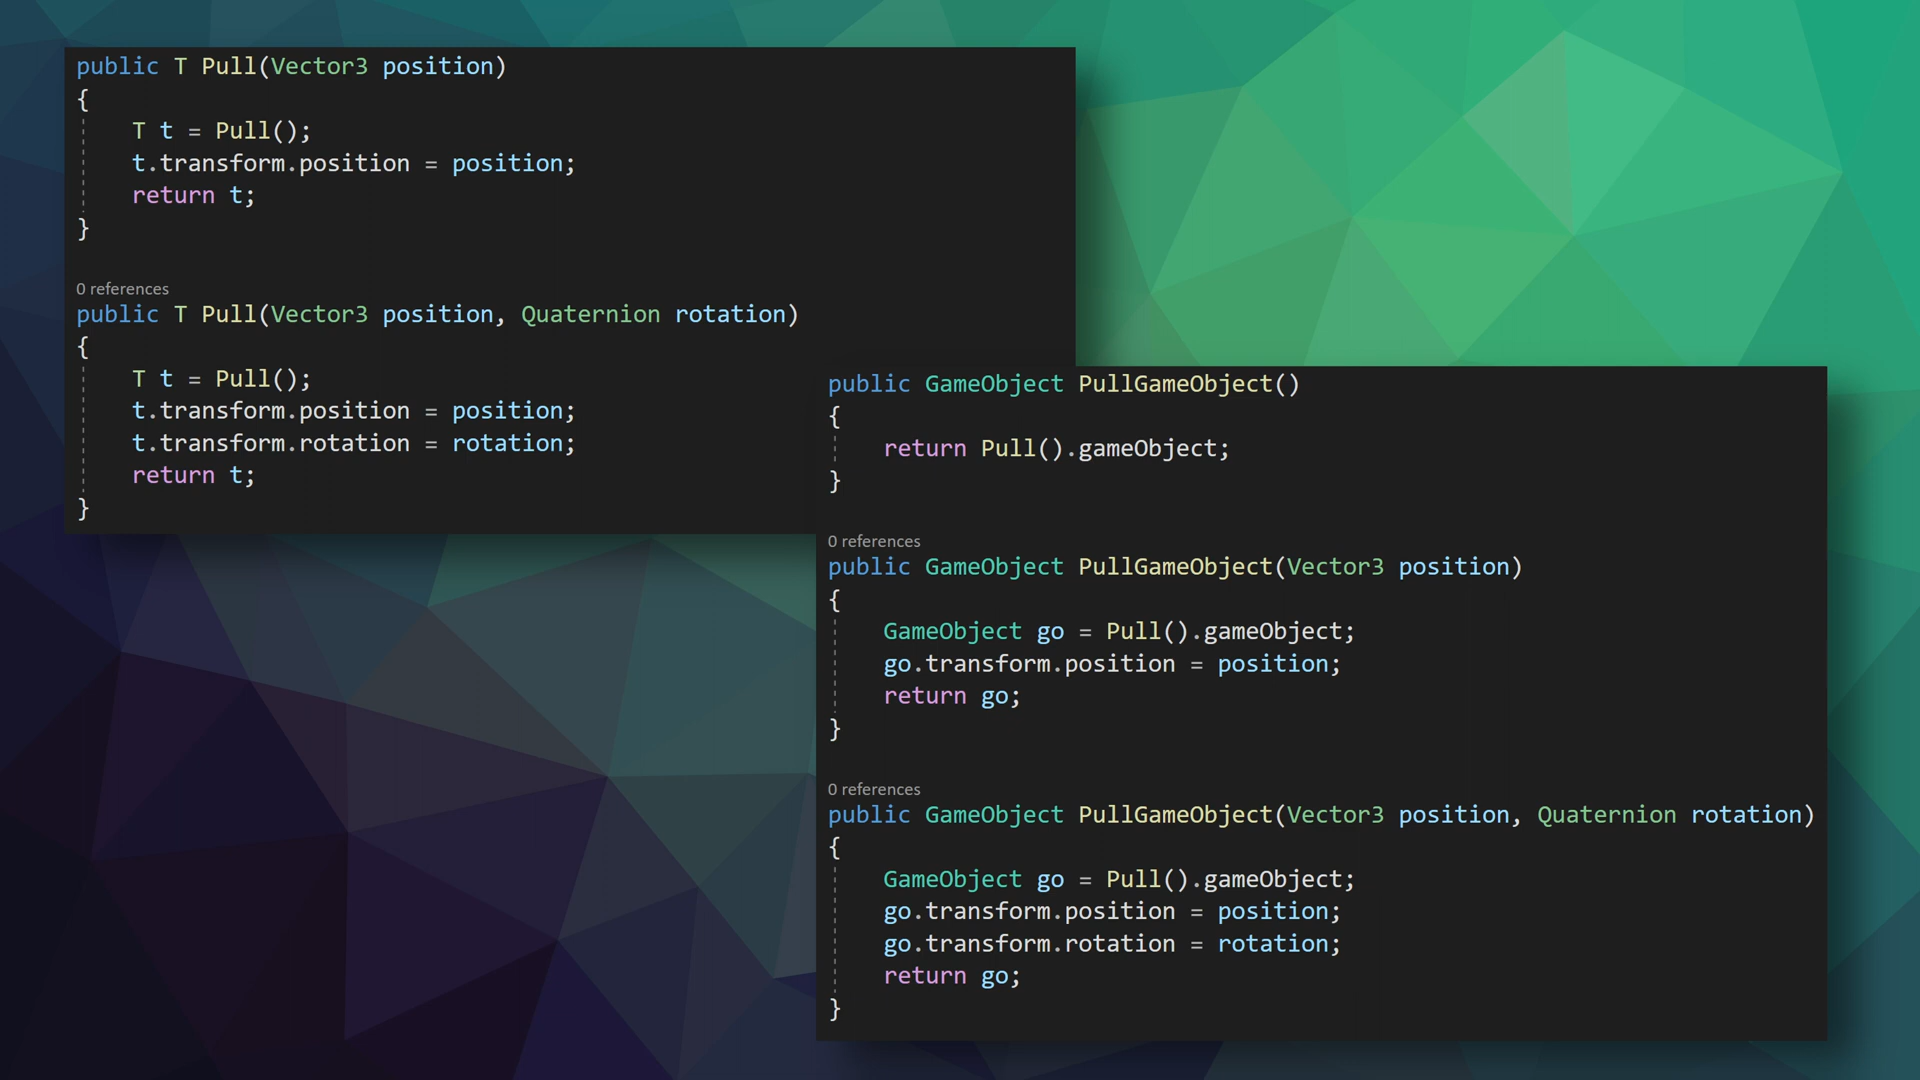 public T Pull(Vector3 position)
{
T t = Pull();
t.transform.position = position;
return t;
}
0 references
public T Pull(Vector3 position, Quaternion rotation)
{
T t = Pull();
t.transform.position = position;
t.transform.rotation = rotation;
return t;
}
public GameObject PullGameObject()
{
return Pull().gameObject;
}
0 references
public GameObject PullGameObject(Vector3 position)
{
GameObject go = Pull().gameObject;
go.transform.position = position;
return go;
}
0 references
public GameObject PullGameObject(Vector3 position, Quaternion rotation)
{
GameObject go = Pull().gameObject;
go.transform.position = position;
go.transform.rotation = rotation;
return go;
}